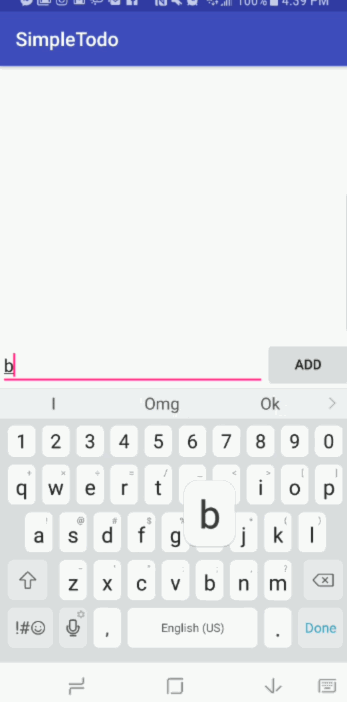 100% 4:39 PM
SimpleTodo
b
ADD
I Omg Ok >
1 2 3 4 5 6 7 8 9 0
q w e r t i o p
b
a s d f g j k l
z x c v b n m
!#☺ , English (US) . Done